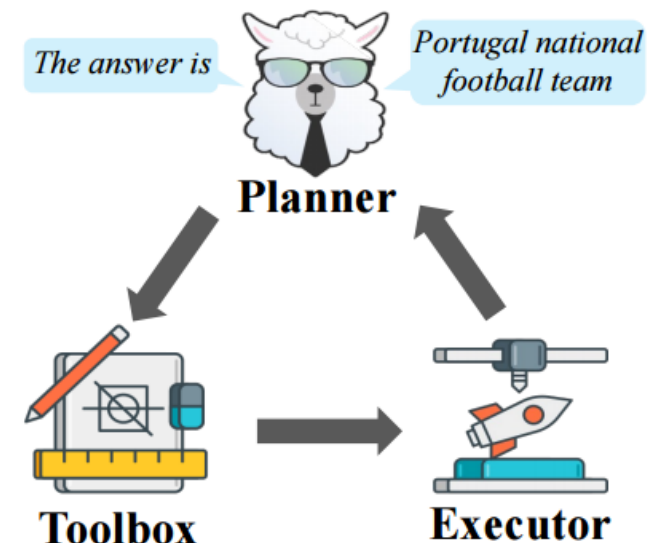 The answer is
Portugal national
football team
Planner
Toolbox
Executor